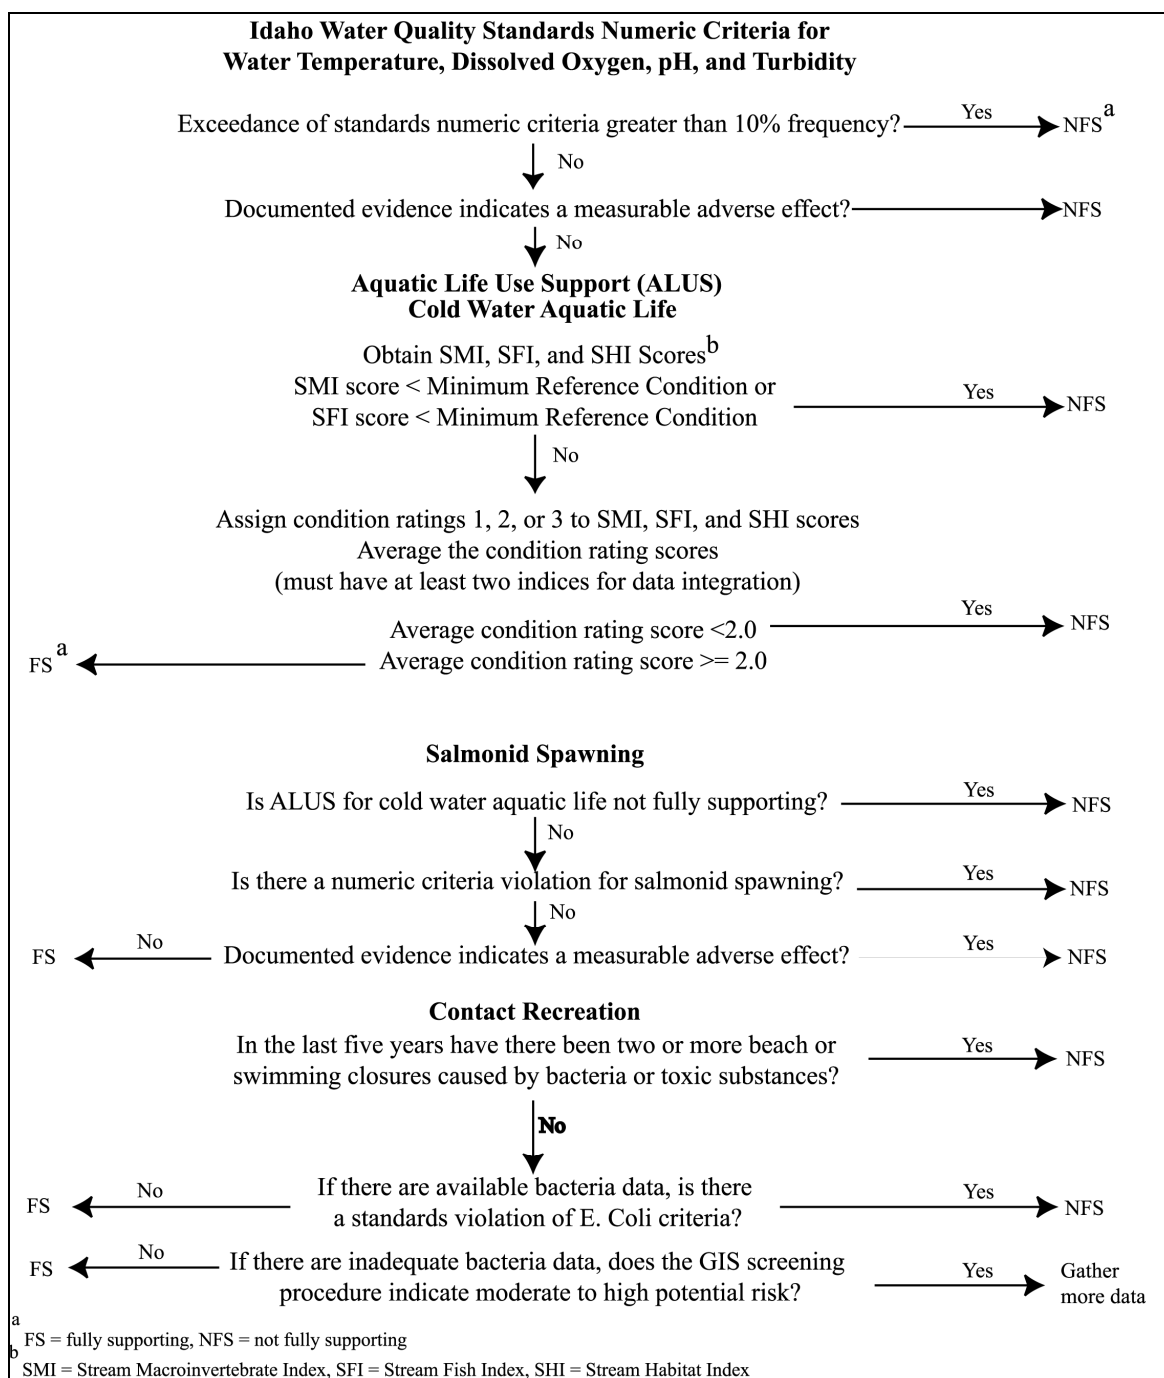 Idaho Water Quality Standards Numeric Criteria for
Water Temperature, Dissolved Oxygen, pH, and Turbidity
Exceedance of standards numeric criteria greater than 10% frequency? Yes NFS a
No
Documented evidence indicates a measurable adverse effect? NFS
No
Aquatic Life Use Support (ALUS)
Cold Water Aquatic Life
Obtain SMI, SFI, and SHI Scores b
SMI score < Minimum Reference Condition or
SFI score < Minimum Reference Condition
Yes NFS
No
Assign condition ratings 1, 2, or 3 to SMI, SFI, and SHI scores
Average the condition rating scores
(must have at least two indices for data integration)
Average condition rating score <2.0 Yes NFS
FS a Average condition rating score >= 2.0
Salmonid Spawning
Is ALUS for cold water aquatic life not fully supporting? Yes NFS
No
Is there a numeric criteria violation for salmonid spawning? Yes NFS
No
FS No Documented evidence indicates a measurable adverse effect? Yes NFS
Contact Recreation
In the last five years have there been two or more beach or
swimming closures caused by bacteria or toxic substances?
Yes NFS
No
FS No
If there are available bacteria data, is there
a standards violation of E. Coli criteria?
Yes NFS
FS No
If there are inadequate bacteria data, does the GIS screening
procedure indicate moderate to high potential risk?
Yes
Gather
more data
a
FS = fully supporting, NFS = not fully supporting
b
SMI = Stream Macroinvertebrate Index, SFI = Stream Fish Index, SHI = Stream Habitat Index